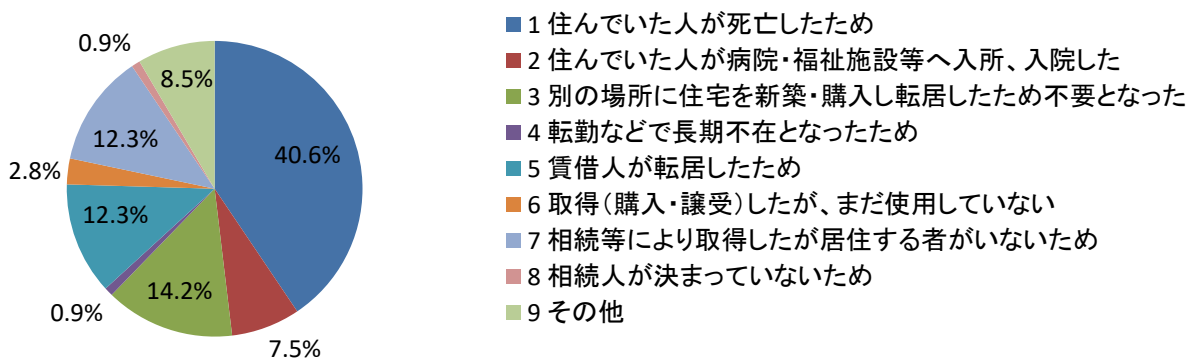 0.9%
8.5%
12.3%
40.6%
2.8%
12.3%
14.2%
0.9%
7.5%
1 住んでいた人が死亡したため
2 住んでいた人が病院・福祉施設等へ入所、入院した
3 別の場所に住宅を新築・購入し転居したため不要となった
4 転勤などで長期不在となったため
5 賃借人が転居したため
6 取得（購入・譲受）したが、まだ使用していない
7 相続等により取得したが居住する者がいないため
8 相続人が決まっていないため
9 その他